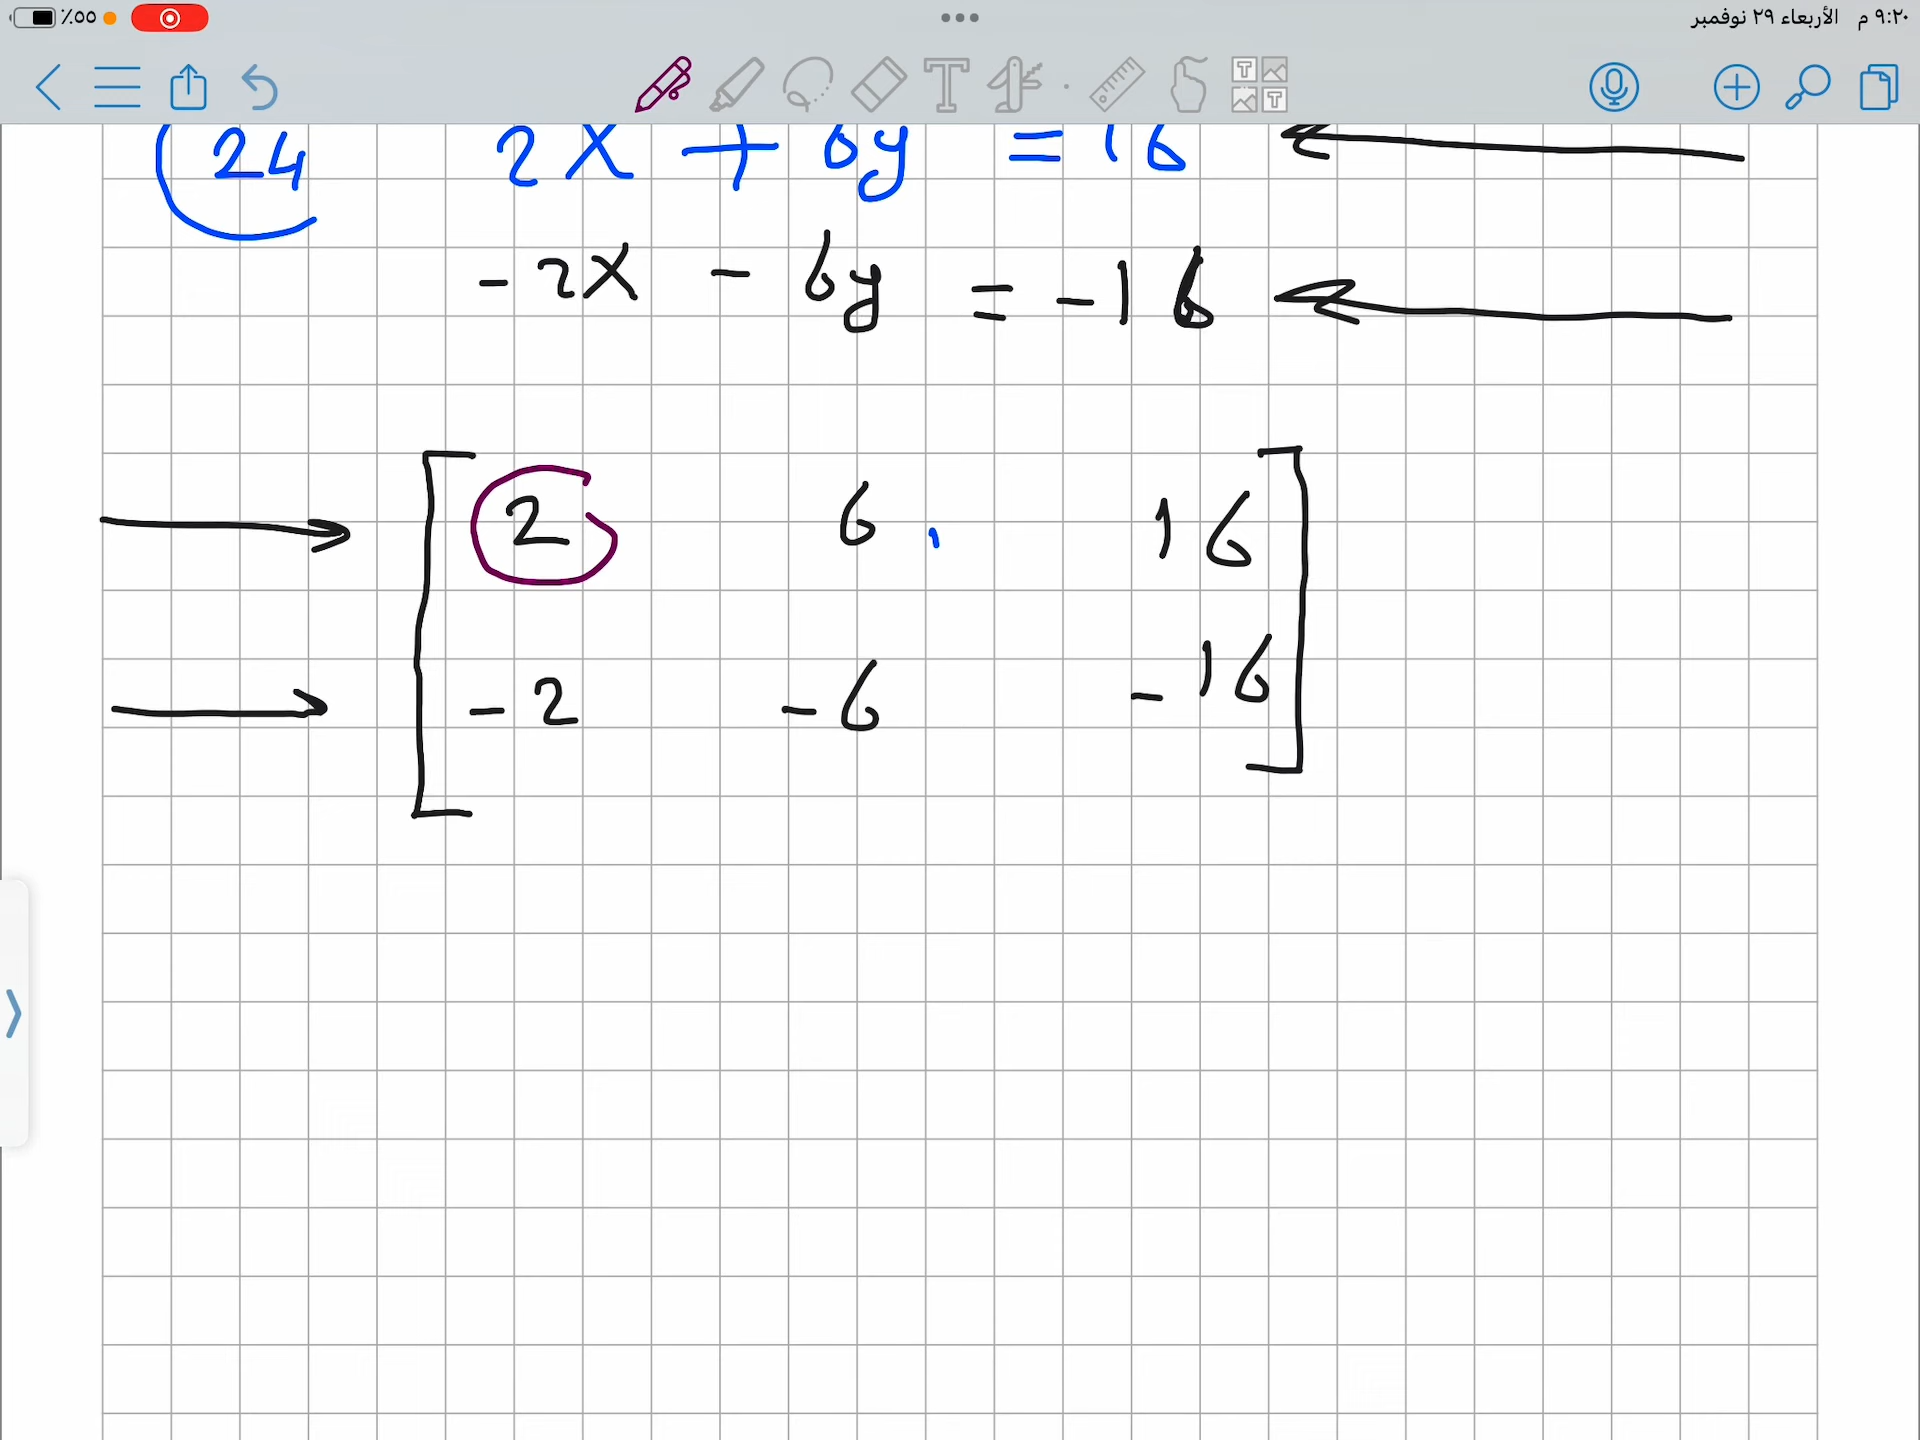 ٪٥٥ ٩:٢٠ م الأربعاء ٢٩ نوفمبر
24 2X + 6y = 16
-2X - 6y = -16
2 6 16
-2 -6 -16